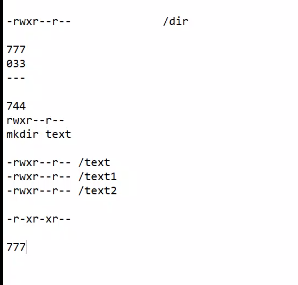 -rwxr--r-- /dir
777
033
---
744
rwxr--r--
mkdir text
-rwxr--r-- /text
-rwxr--r-- /text1
-rwxr--r-- /text2
-r-xr-xr--
777